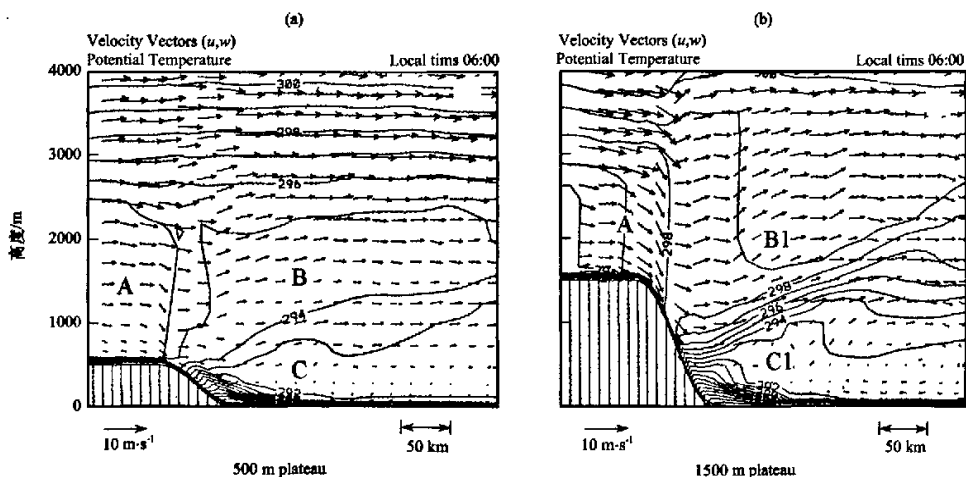 (a)
Velocity Vectors (u,w)
Potential Temperature Local tims 06:00
4000
3000
2000
1000
0
高度/m
300
298
296
294
292
A
B
C
10 m·s⁻¹
50 km
500 m plateau
(b)
Velocity Vectors (u,w)
Potential Temperature Local tims 06:00
300
298
298
296
294
A
B1
C1
10 m·s⁻¹
50 km
1500 m plateau